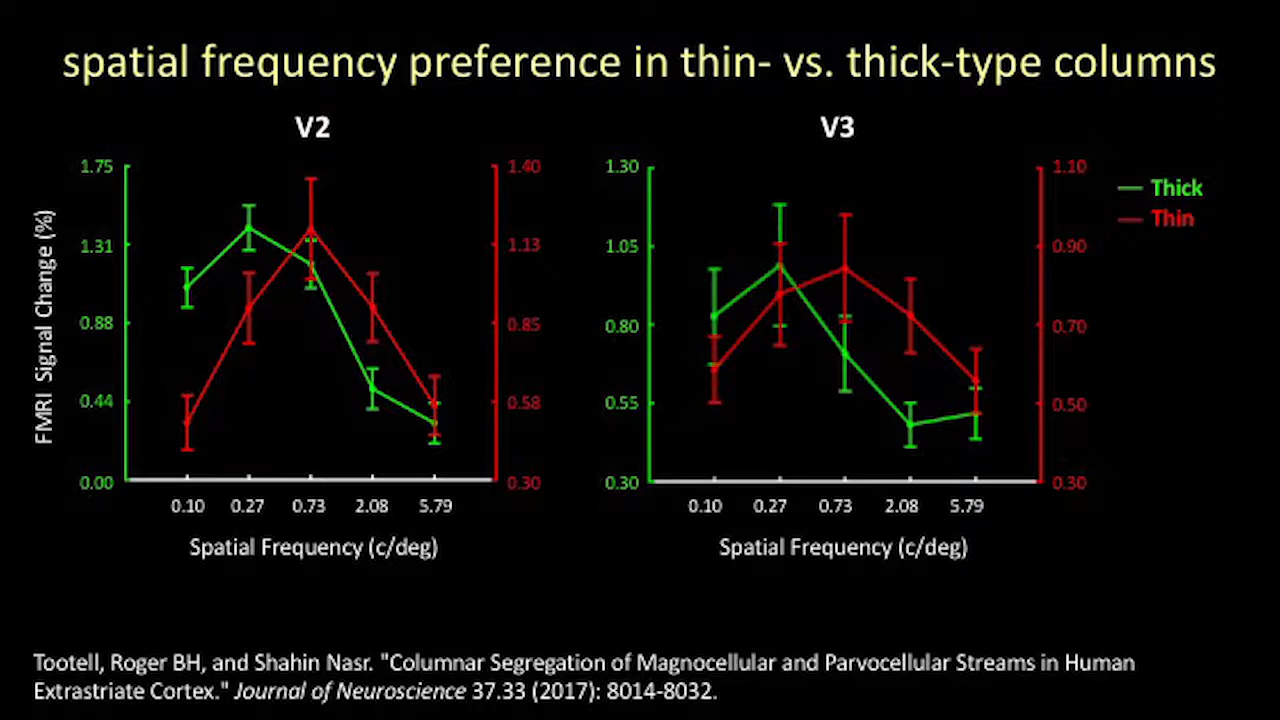 spatial frequency preference in thin- vs. thick-type columns
V2
V3
FMRI Signal Change (%)
1.75
1.31
0.88
0.44
0.00
1.40
1.13
0.85
0.58
0.30
0.10 0.27 0.73 2.08 5.79
Spatial Frequency (c/deg)
1.30
1.05
0.80
0.55
0.30
1.10
0.90
0.70
0.50
0.30
0.10 0.27 0.73 2.08 5.79
Spatial Frequency (c/deg)
Thick
Thin
Tootell, Roger BH, and Shahin Nasr. "Columnar Segregation of Magnocellular and Parvocellular Streams in Human
Extrastriate Cortex." Journal of Neuroscience 37.33 (2017): 8014-8032.